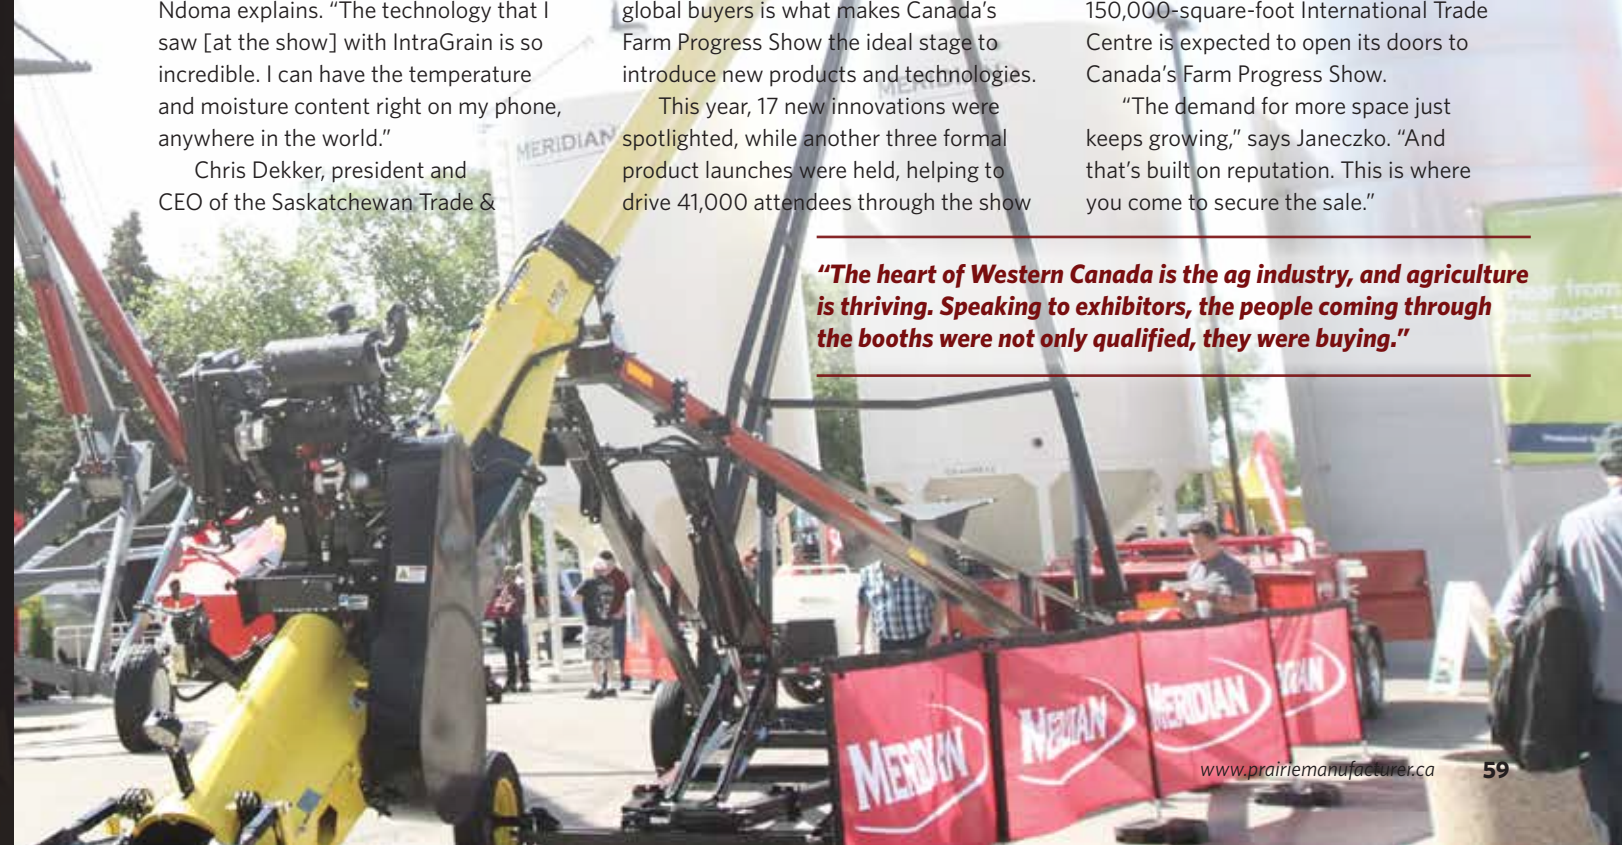 Ndoma explains. “The technology that I
saw [at the show] with IntraGrain is so
incredible. I can have the temperature
and moisture content right on my phone,
anywhere in the world.”
Chris Dekker, president and
CEO of the Saskatchewan Trade &
global buyers is what makes Canada’s
Farm Progress Show the ideal stage to
introduce new products and technologies.
This year, 17 new innovations were
spotlighted, while another three formal
product launches were held, helping to
drive 41,000 attendees through the show
150,000-square-foot International Trade
Centre is expected to open its doors to
Canada’s Farm Progress Show.
“The demand for more space just
keeps growing,” says Janeczko. “And
that’s built on reputation. This is where
you come to secure the sale.”
“The heart of Western Canada is the ag industry, and agriculture
is thriving. Speaking to exhibitors, the people coming through
the booths were not only qualified, they were buying.”
MERIDIAN
MERIDIAN
MERIDIAN
MERIDIAN
MERIDIAN
www.prairiemanufacturer.ca 59